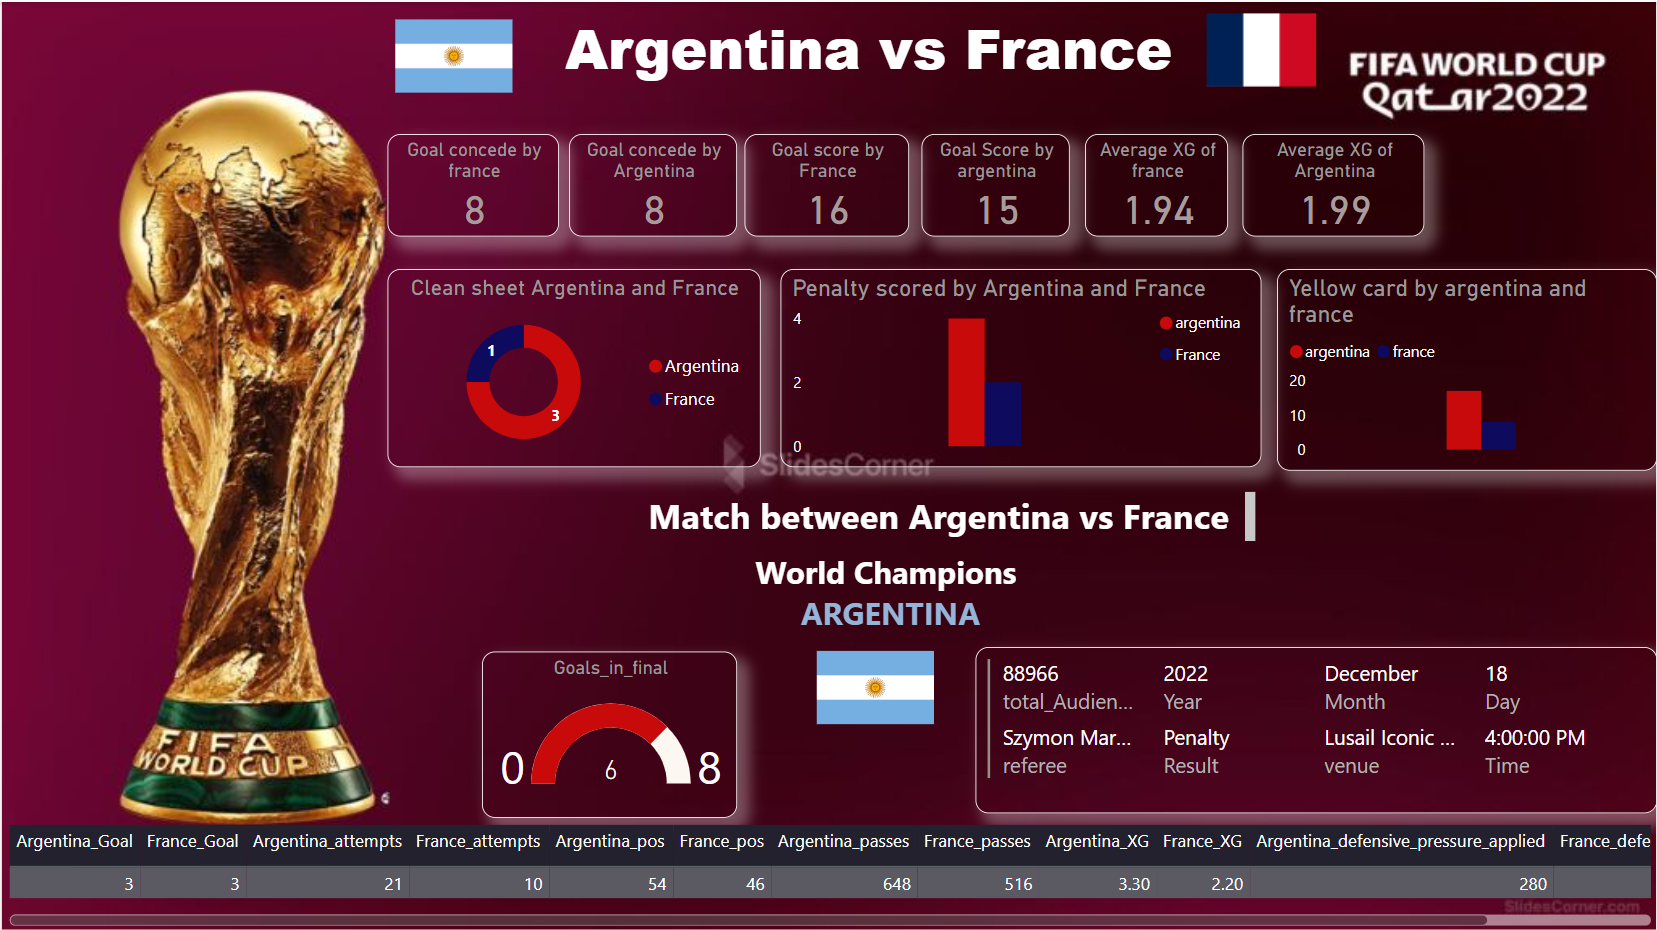 Argentina vs France
FIFA WORLD CUP
Qatar2022
Goal concede by
france
8
Goal concede by
Argentina
8
Goal score by
France
16
Goal Score by
argentina
15
Average XG of
france
1.94
Average XG of
Argentina
1.99
Clean sheet Argentina and France
1
3
Argentina
France
Penalty scored by Argentina and France
4
2
0
argentina
France
Yellow card by argentina and
france
argentina france
20
10
0
SlidesCorner
Match between Argentina vs France
World Champions
ARGENTINA
Goals_in_final
0 6 8
88966 2022 December 18
total_Audien... Year Month Day
Szymon Mar... Penalty Lusail Iconic ... 4:00:00 PM
referee Result venue Time
FIFA
WORLD CUP
Argentina_Goal France_Goal Argentina_attempts France_attempts Argentina_pos France_pos Argentina_passes France_passes Argentina_XG France_XG Argentina_defensive_pressure_applied France_defe
3 3 21 10 54 46 648 516 3.30 2.20 280
SlidesCorner.com